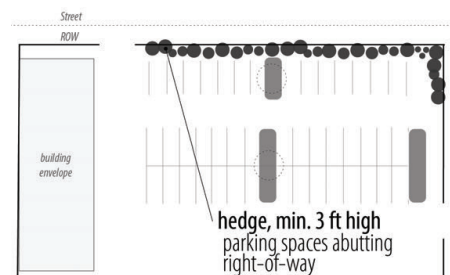 Street
ROW
building
envelope
hedge, min. 3 ft high
parking spaces abutting
right-of-way